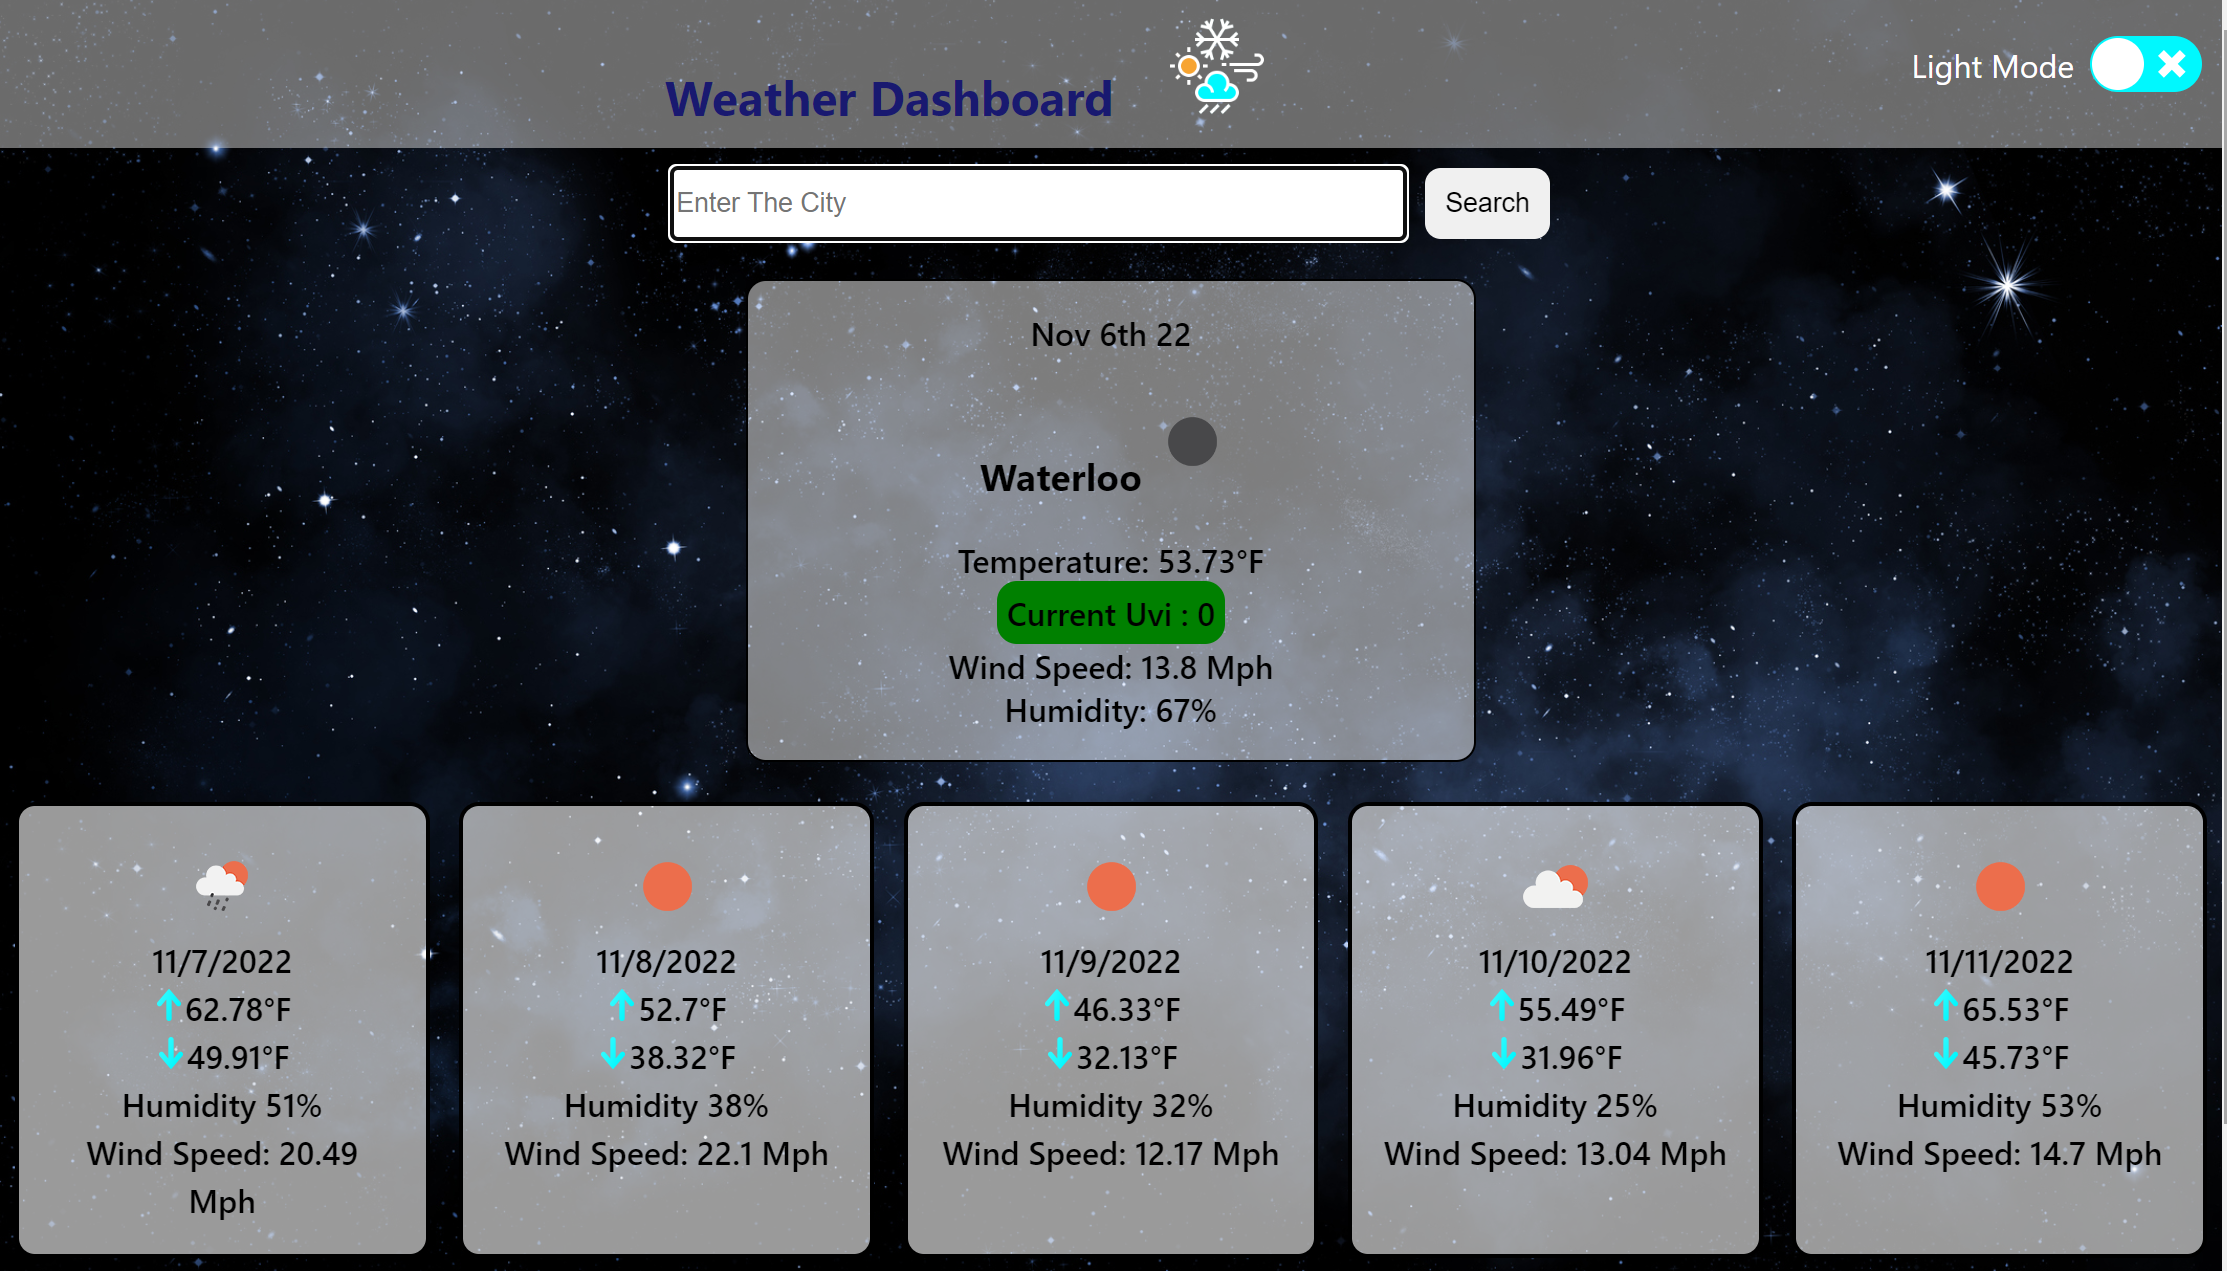 Weather Dashboard
Light Mode
Enter The City
Search
Nov 6th 22
Waterloo
Temperature: 53.73°F
Current Uvi : 0
Wind Speed: 13.8 Mph
Humidity: 67%
11/7/2022
↑62.78°F
↓49.91°F
Humidity 51%
Wind Speed: 20.49
Mph
11/8/2022
↑52.7°F
↓38.32°F
Humidity 38%
Wind Speed: 22.1 Mph
11/9/2022
↑46.33°F
↓32.13°F
Humidity 32%
Wind Speed: 12.17 Mph
11/10/2022
↑55.49°F
↓31.96°F
Humidity 25%
Wind Speed: 13.04 Mph
11/11/2022
↑65.53°F
↓45.73°F
Humidity 53%
Wind Speed: 14.7 Mph